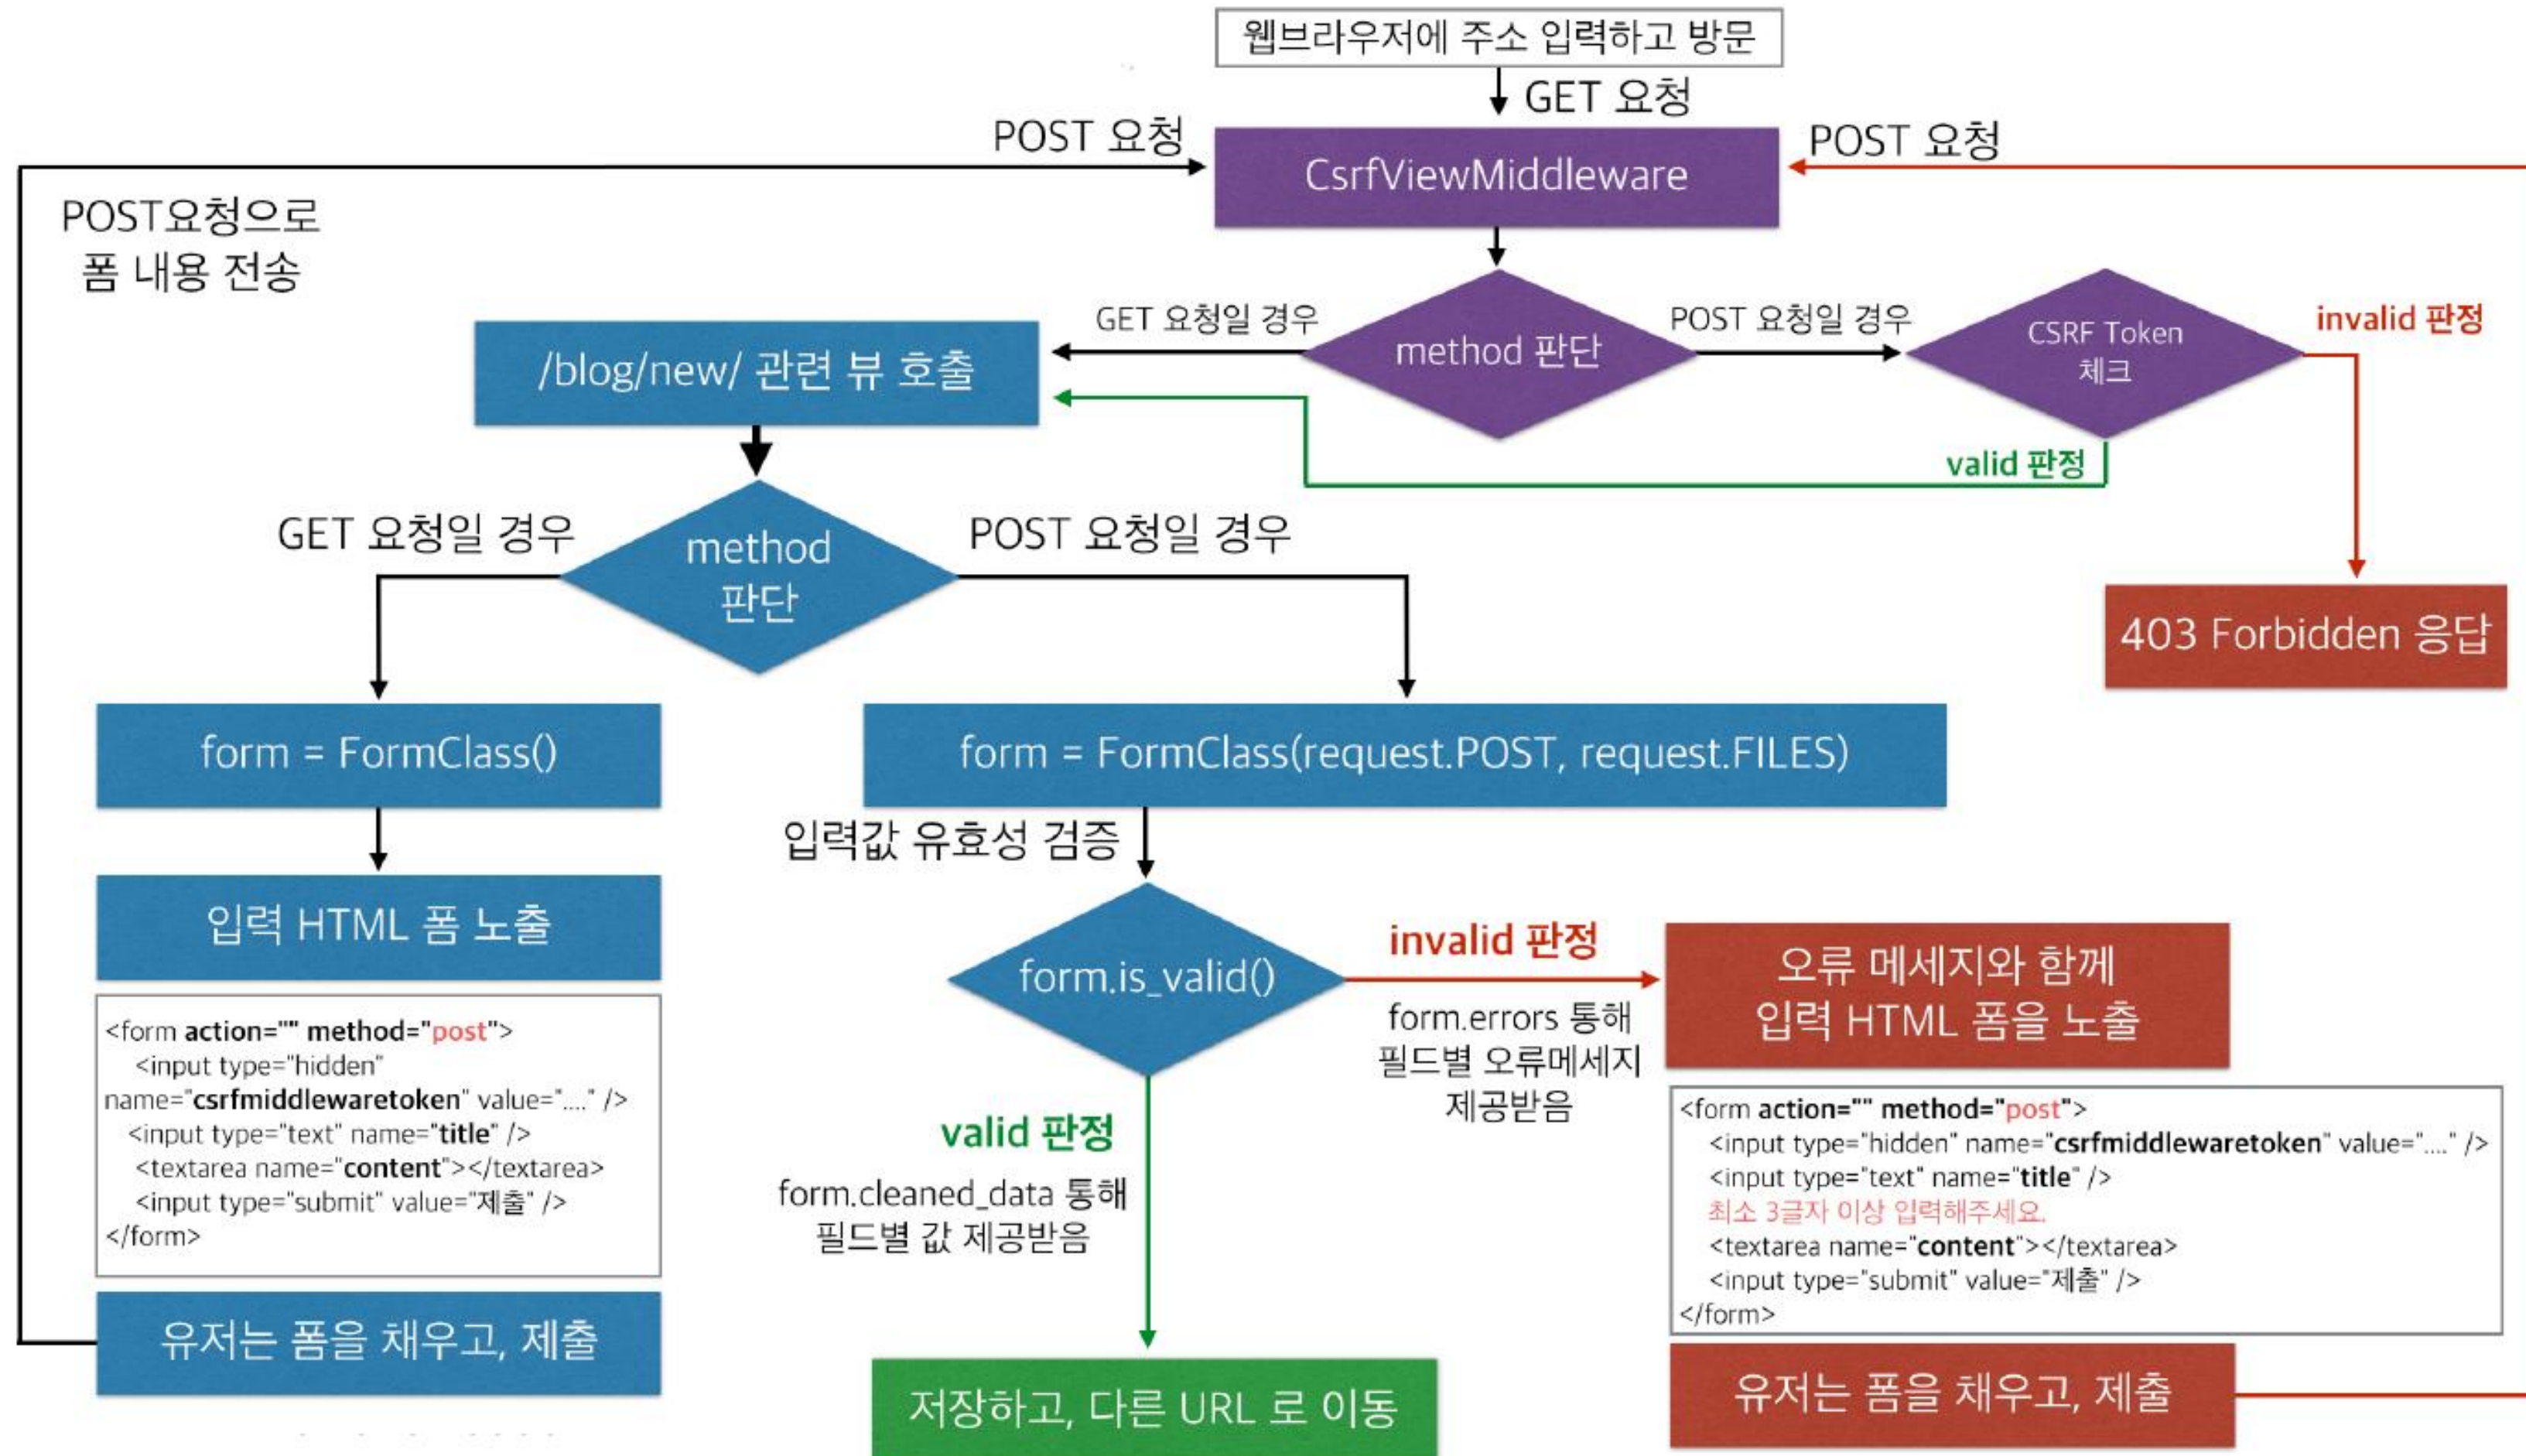 웹브라우저에 주소 입력하고 방문
GET 요청
POST 요청
CsrfViewMiddleware
POST 요청
POST요청으로
폼 내용 전송
GET 요청일 경우
method 판단
POST 요청일 경우
CSRF Token
체크
invalid 판정
/blog/new/ 관련 뷰 호출
valid 판정
GET 요청일 경우
method
판단
POST 요청일 경우
403 Forbidden 응답
form = FormClass()
form = FormClass(request.POST, request.FILES)
입력값 유효성 검증
입력 HTML 폼 노출
form.is_valid()
invalid 판정
form.errors 통해
필드별 오류메세지
제공받음
오류 메세지와 함께
입력 HTML 폼을 노출
<form action="" method="post">
<input type="hidden"
name="csrfmiddlewaretoken" value="...." />
<input type="text" name="title" />
<textarea name="content"></textarea>
<input type="submit" value="제출" />
</form>
valid 판정
form.cleaned_data 통해
필드별 값 제공받음
<form action="" method="post">
<input type="hidden" name="csrfmiddlewaretoken" value="...." />
<input type="text" name="title" />
최소 3글자 이상 입력해주세요.
<textarea name="content"></textarea>
<input type="submit" value="제출" />
</form>
유저는 폼을 채우고, 제출
저장하고, 다른 URL 로 이동
유저는 폼을 채우고, 제출